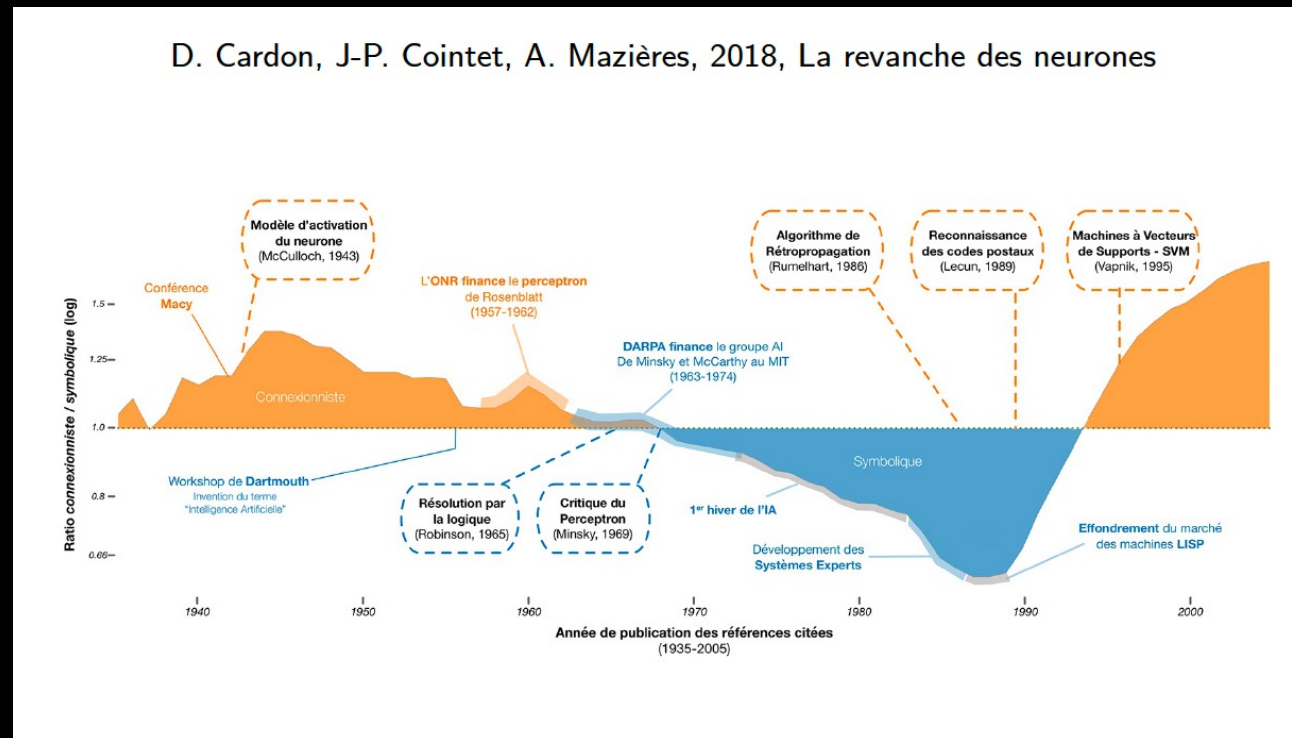 D. Cardon, J-P. Cointet, A. Mazières, 2018, La revanche des neurones
Modèle d'activation
du neurone
(McCulloch, 1943)
Conférence
Macy
L'ONR finance le perceptron
de Rosenblatt
(1957-1962)
DARPA finance le groupe AI
De Minsky et McCarthy au MIT
(1963-1974)
Algorithme de
Rétropropagation
(Rumelhart, 1986)
Reconnaissance
des codes postaux
(Lecun, 1989)
Machines à Vecteurs
de Supports - SVM
(Vapnik, 1995)
Ratio connexionniste / symbolique (log)
1.5
1.25
1.0
0.8
0.66
Connexionniste
Symbolique
Workshop de Dartmouth
Invention du terme
"Intelligence Artificielle"
Résolution par
la logique
(Robinson, 1965)
Critique du
Perceptron
(Minsky, 1969)
1er hiver de l'IA
Développement des
Systèmes Experts
Effondrement du marché
des machines LISP
1940
1950
1960
1970
1980
1990
2000
Année de publication des références citées
(1935-2005)